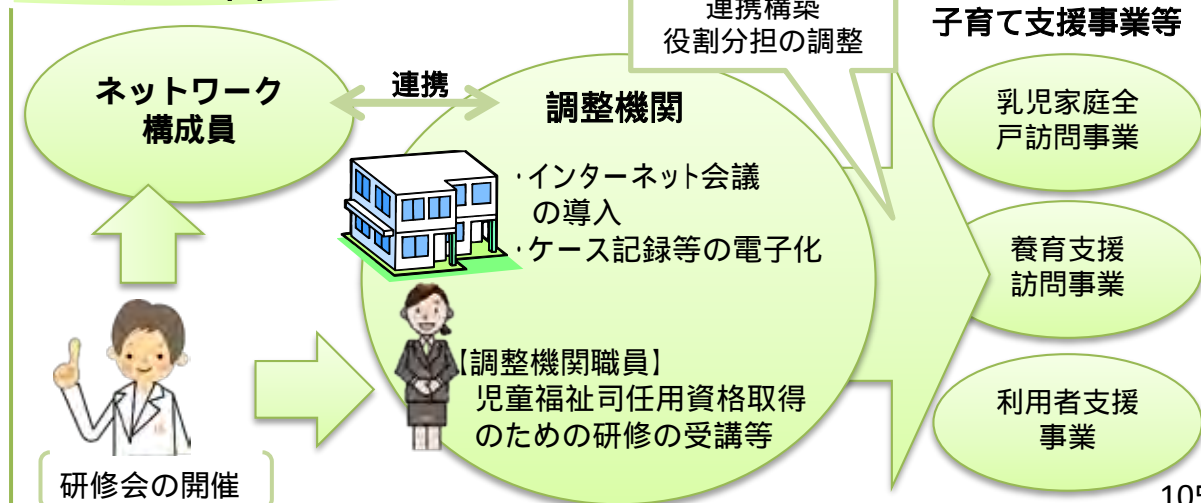 連携構築
役割分担の調整
子育て支援事業等
ネットワーク
構成員
連携
調整機関
・インターネット会議
の導入
・ケース記録等の電子化
【調整機関職員】
児童福祉司任用資格取得
のための研修の受講等
研修会の開催
乳児家庭全
戸訪問事業
養育支援
訪問事業
利用者支援
事業
105